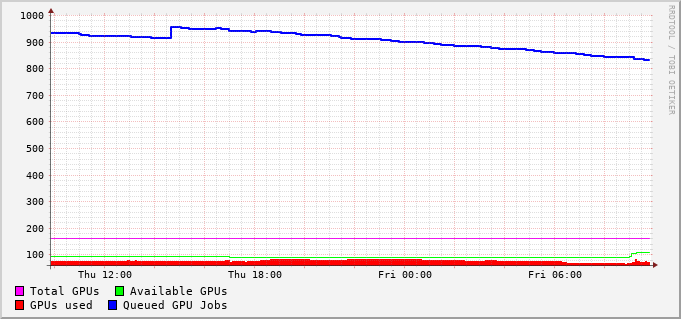 1000
900
800
700
600
500
400
300
200
100
Thu 12:00 Thu 18:00 Fri 00:00 Fri 06:00
Total GPUs Available GPUs
GPUs used Queued GPU Jobs
RRDTOOL / TOBI OETIKER